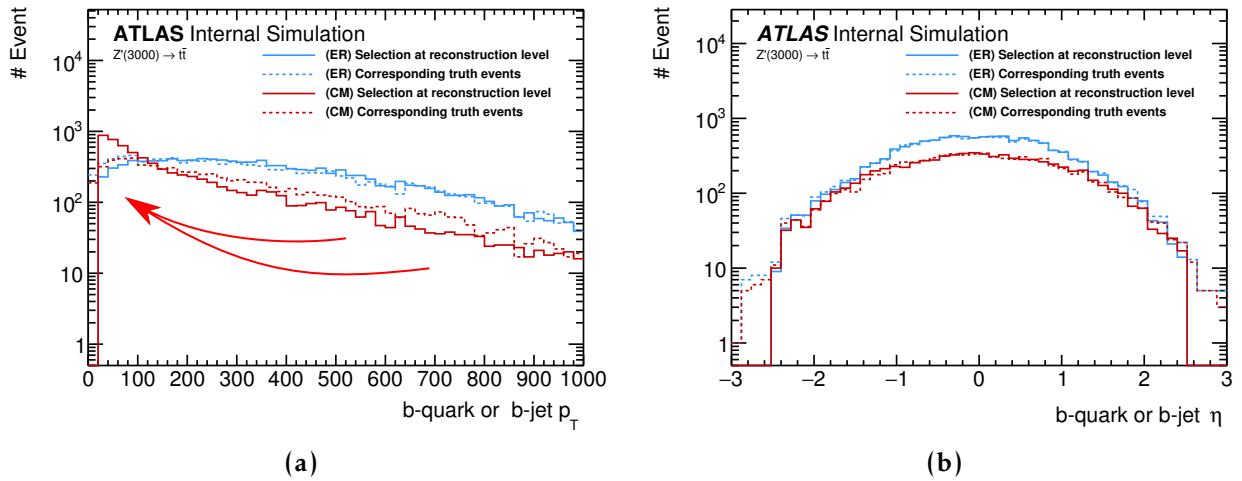 # Event
ATLAS Internal Simulation
Z'(3000) → tt̄
(ER) Selection at reconstruction level
(ER) Corresponding truth events
(CM) Selection at reconstruction level
(CM) Corresponding truth events
10⁴
10³
10²
10
1
0 100 200 300 400 500 600 700 800 900 1000
b-quark or b-jet p_T
(a)
# Event
ATLAS Internal Simulation
Z'(3000) → tt̄
(ER) Selection at reconstruction level
(ER) Corresponding truth events
(CM) Selection at reconstruction level
(CM) Corresponding truth events
10⁴
10³
10²
10
1
−3 −2 −1 0 1 2 3
b-quark or b-jet η
(b)